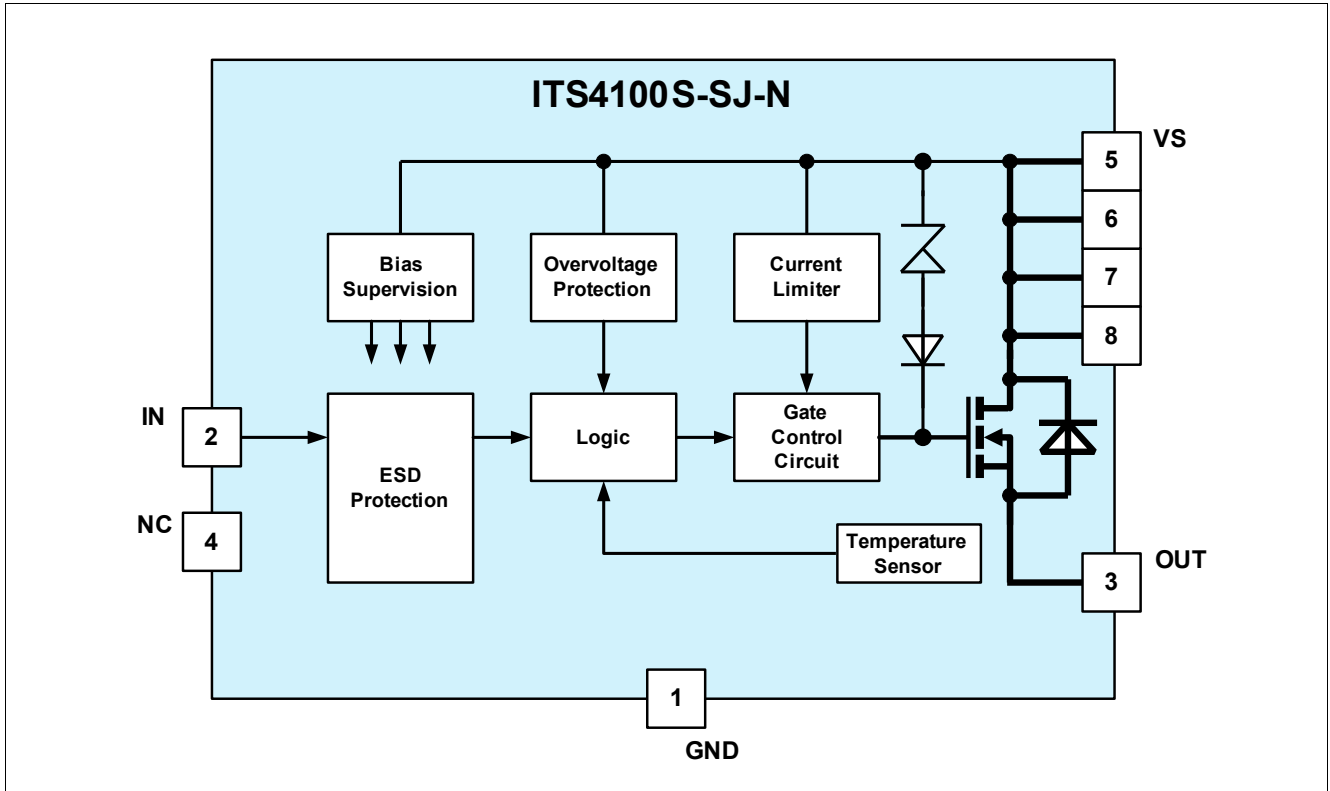 ITS4100S-SJ-N
VS
5
6
7
8
Bias
Supervision
Overvoltage
Protection
Current
Limiter
IN
2
NC
4
ESD
Protection
Logic
Gate
Control
Circuit
Temperature
Sensor
OUT
3
1
GND